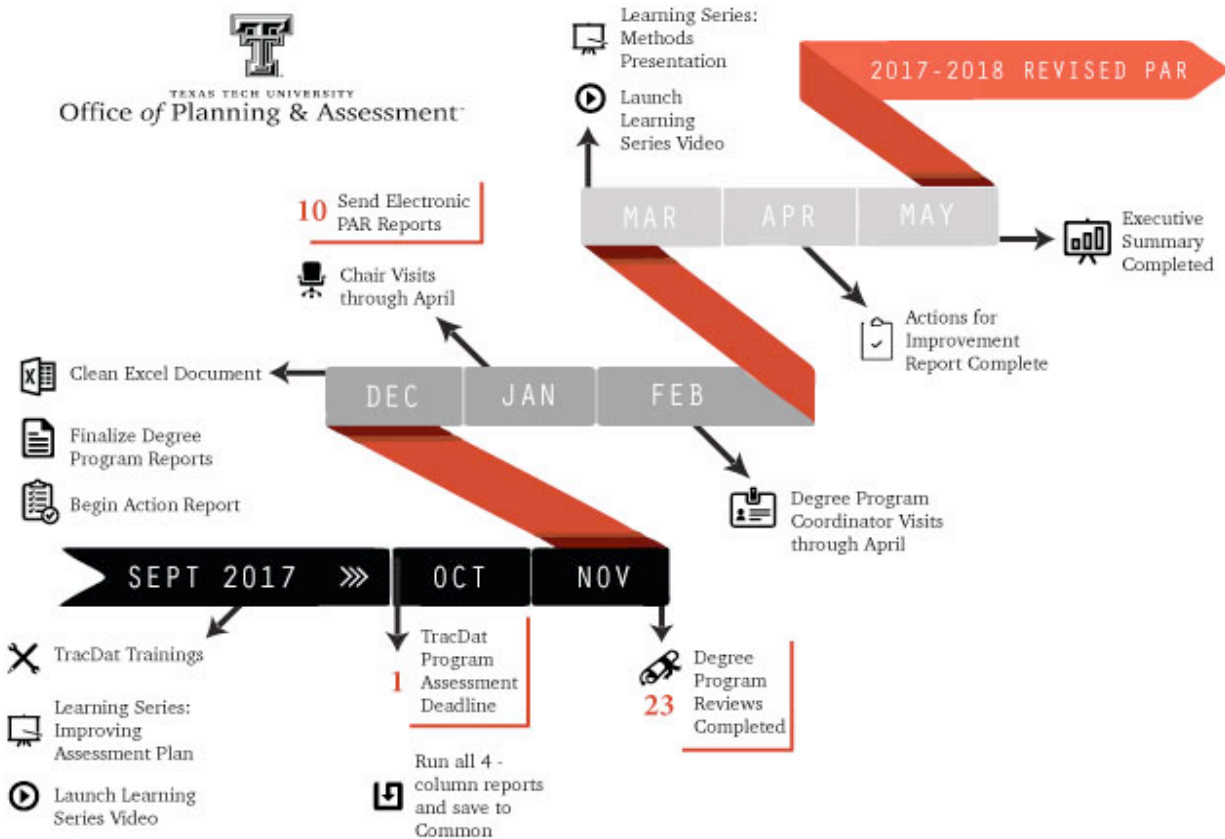 TEXAS TECH UNIVERSITY
Office of Planning & Assessment™
Learning Series:
Methods
Presentation
Launch
Learning
Series Video
2017-2018 REVISED PAR
10
Send Electronic
PAR Reports
Chair Visits
through April
MAR
APR
MAY
Executive
Summary
Completed
Actions for
Improvement
Report Complete
Clean Excel Document
Finalize Degree
Program Reports
Begin Action Report
DEC
JAN
FEB
Degree Program
Coordinator Visits
through April
SEPT 2017 >>>
OCT
NOV
TracDat Trainings
Learning Series:
Improving
Assessment Plan
Launch Learning
Series Video
1
TracDat
Program
Assessment
Deadline
Run all 4 -
column reports
and save to
Common
23
Degree
Program
Reviews
Completed